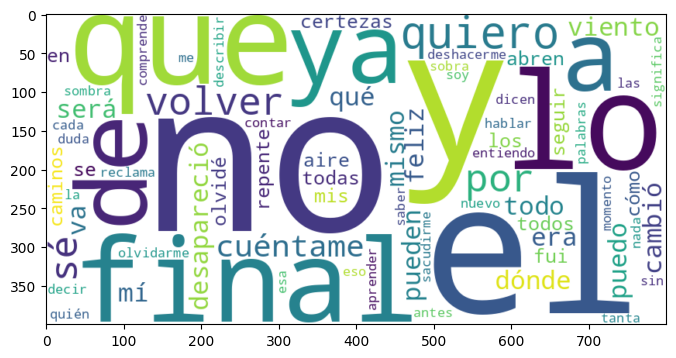 0
50
100
150
200
250
300
350
0
100
200
300
400
500
600
700
que
ya
quiero
a
viento
certezas
en
comprende
me
describir
deshacerme
sobra
soy
abren
las
significa
sombra
será
volver
qué
y
lo
dicen
seguir
palabras
cada
duda
de
no
contar
repente
aire
todas
mis
mismo
feliz
hablar
los
entiendo
se
reclama
caminos
la
va
desapareció
olvidé
por
saber
sacudirme
nuevo
todo
todos
cómo
momento
nada
cambió
sé
olvidarme
cuéntame
final
el
era
fui
puedo
sin
mí
esa
eso
aprender
pueden
dónde
decir
quién
antes
tanta